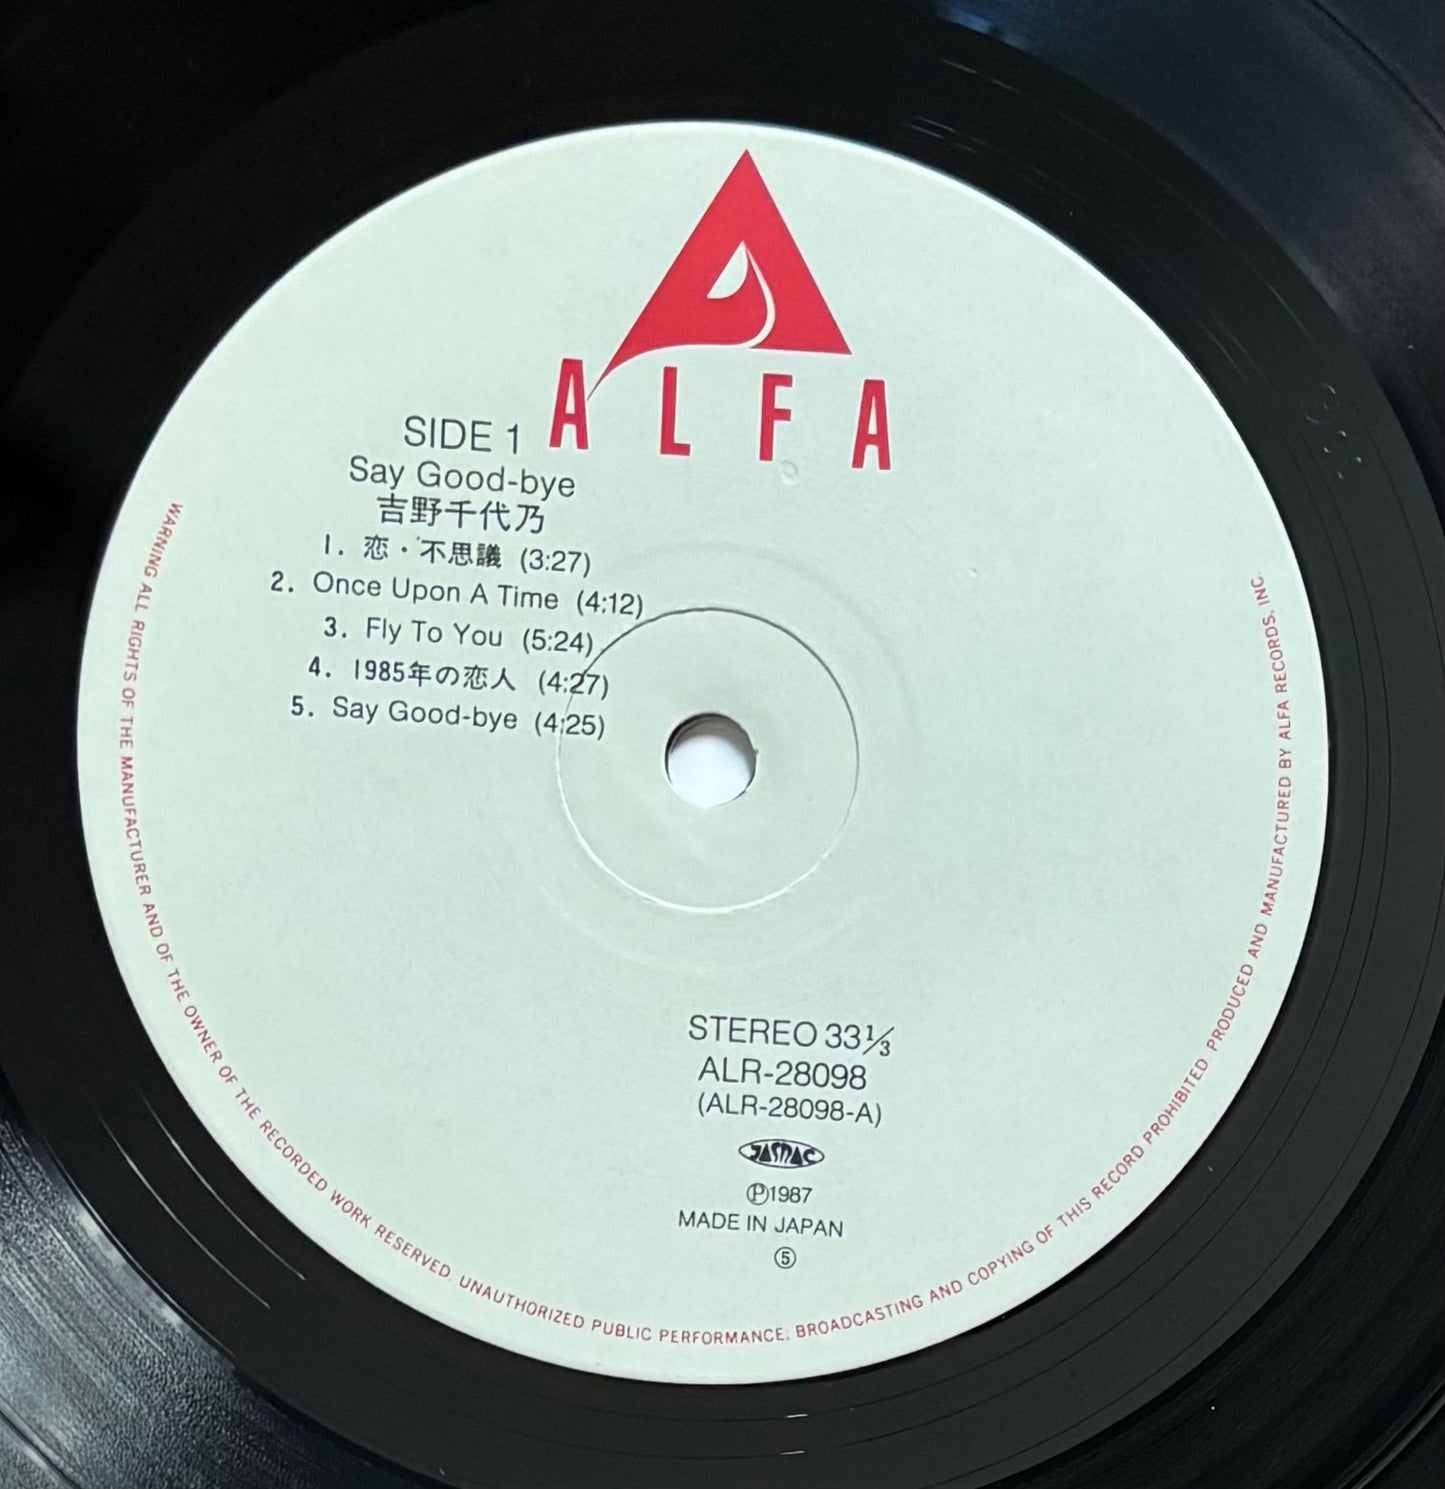 ALFA
SIDE 1
Say Good-bye
吉野千代乃
1. 恋・不思議 (3:27)
2. Once Upon A Time (4:12)
3. Fly To You (5:24)
4. 1985年の恋人 (4:27)
5. Say Good-bye (4:25)
STEREO 33⅓
ALR-28098
(ALR-28098-A)
JASRAC
Ⓟ1987
MADE IN JAPAN
⑤
WARNING ALL RIGHTS OF THE MANUFACTURER AND OF THE OWNER OF THE RECORDED WORK RESERVED. UNAUTHORIZED PUBLIC PERFORMANCE. BROADCASTING AND COPYING OF THIS RECORD PROHIBITED. PRODUCED AND MANUFACTURED BY ALFA RECORDS, INC.